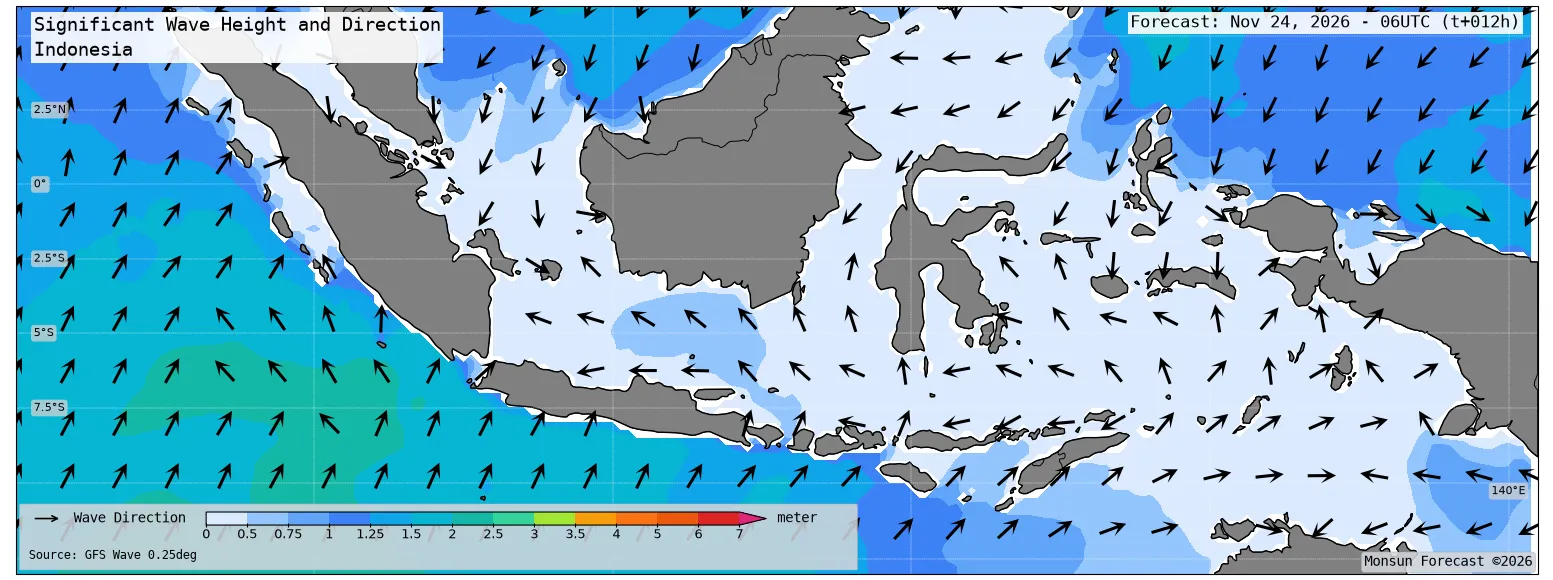 Significant Wave Height and Direction
Indonesia
Forecast: Nov 24, 2026 - 06UTC (t+012h)
2.5°N
0°
2.5°S
5°S
7.5°S
140°E
Wave Direction
0 0.5 0.75 1 1.25 1.5 2 2.5 3 3.5 4 5 6 7
meter
Source: GFS Wave 0.25deg
Monsun Forecast ©2026